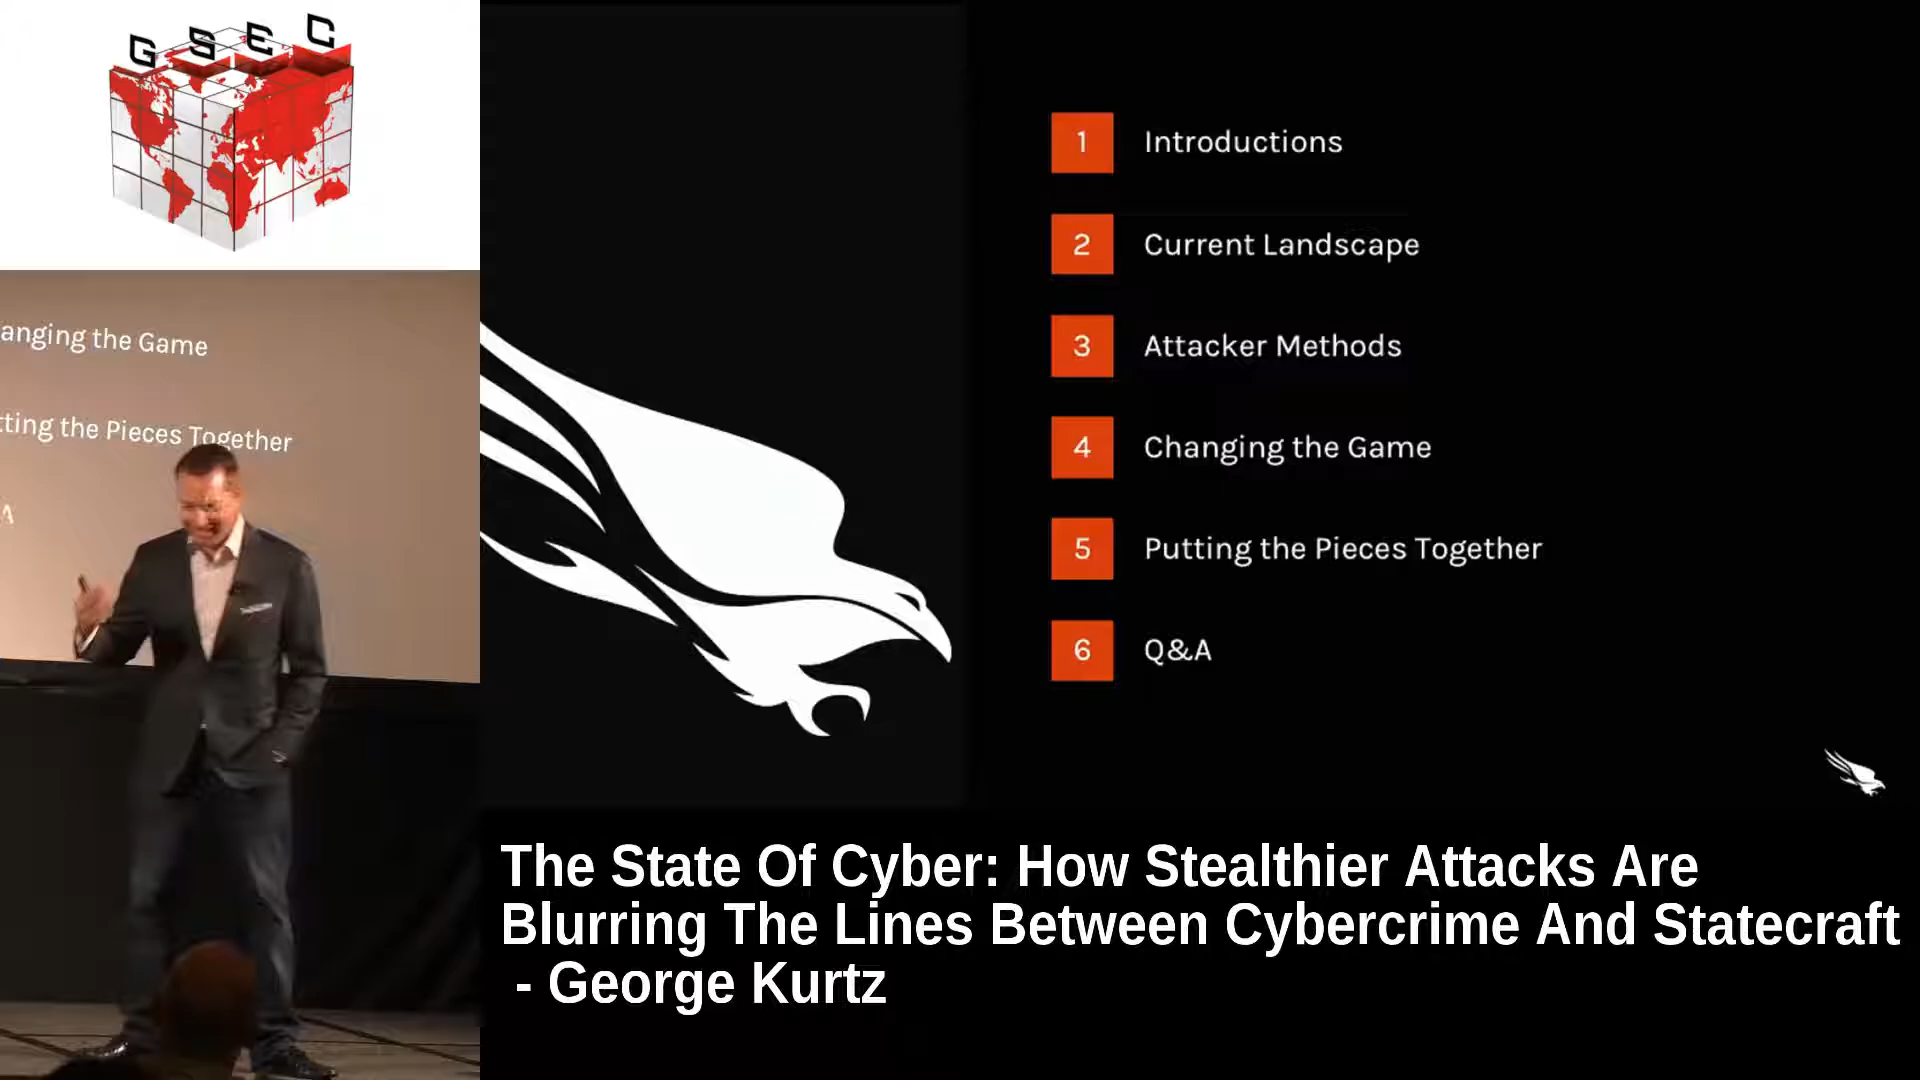 GSEC
anging the Game
tting the Pieces Together
A
1 Introductions
2 Current Landscape
3 Attacker Methods
4 Changing the Game
5 Putting the Pieces Together
6 Q&A
The State Of Cyber: How Stealthier Attacks Are
Blurring The Lines Between Cybercrime And Statecraft
- George Kurtz